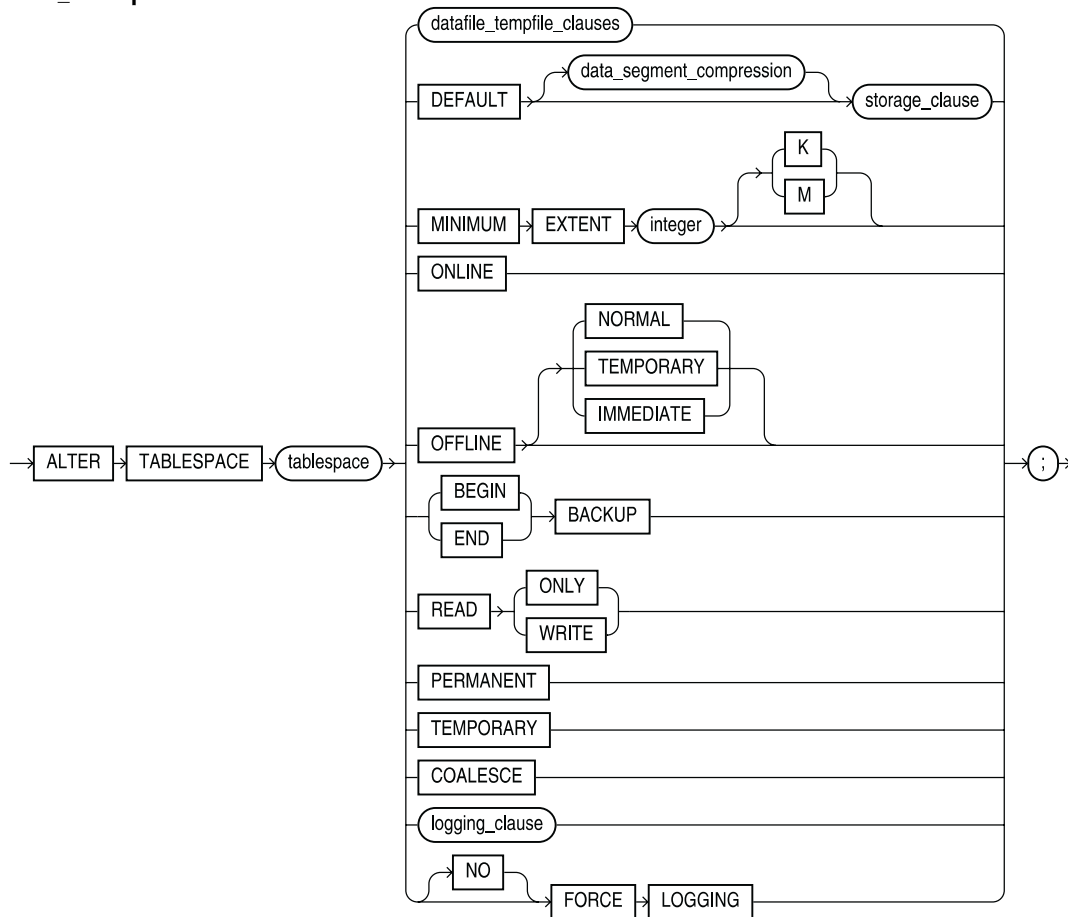 datafile_tempfile_clauses
data_segment_compression
DEFAULT storage_clause
K
M
MINIMUM EXTENT integer
ONLINE
NORMAL
TEMPORARY
IMMEDIATE
OFFLINE
ALTER TABLESPACE tablespace ;
BEGIN
END
BACKUP
READ
ONLY
WRITE
PERMANENT
TEMPORARY
COALESCE
logging_clause
NO
FORCE LOGGING